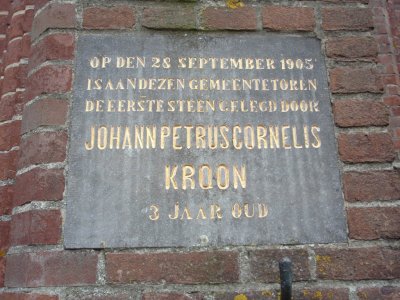 OP DEN 28 SEPTEMBER 1905
IS AAN DEZEN GEMEENTETOREN
DE EERSTE STEEN GELEGD DOOR
JOHANN PETRUS CORNELIS
KROON
3 JAAR OUD